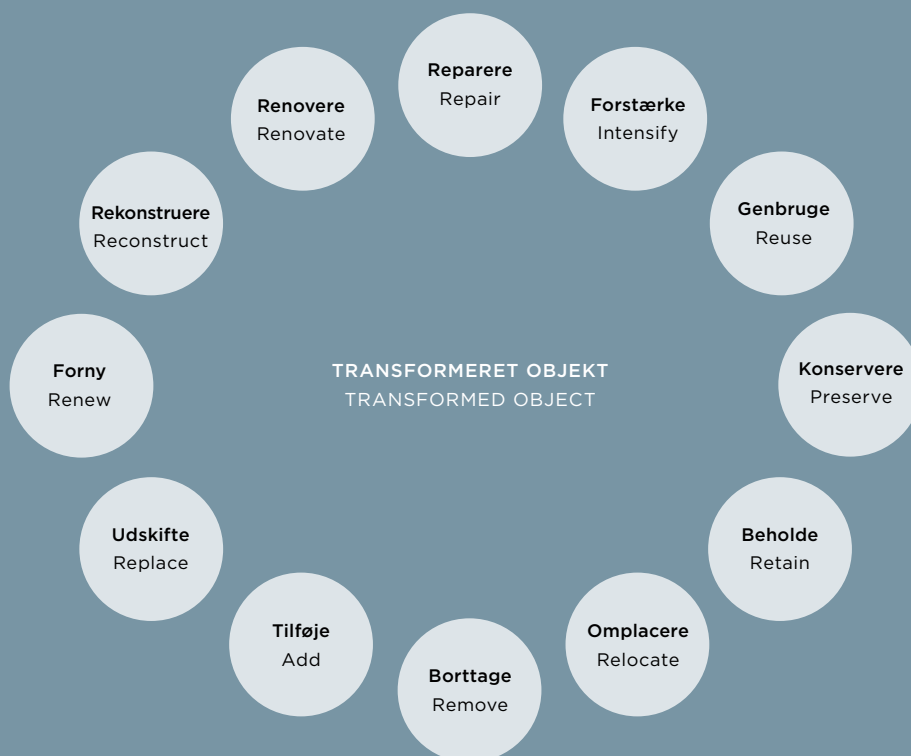 Reparere
Repair
Forstærke
Intensify
Genbruge
Reuse
Konservere
Preserve
Beholde
Retain
Omplacere
Relocate
Borttage
Remove
Tilføje
Add
Udskifte
Replace
Forny
Renew
Rekonstruere
Reconstruct
Renovere
Renovate
TRANSFORMERET OBJEKT
TRANSFORMED OBJECT